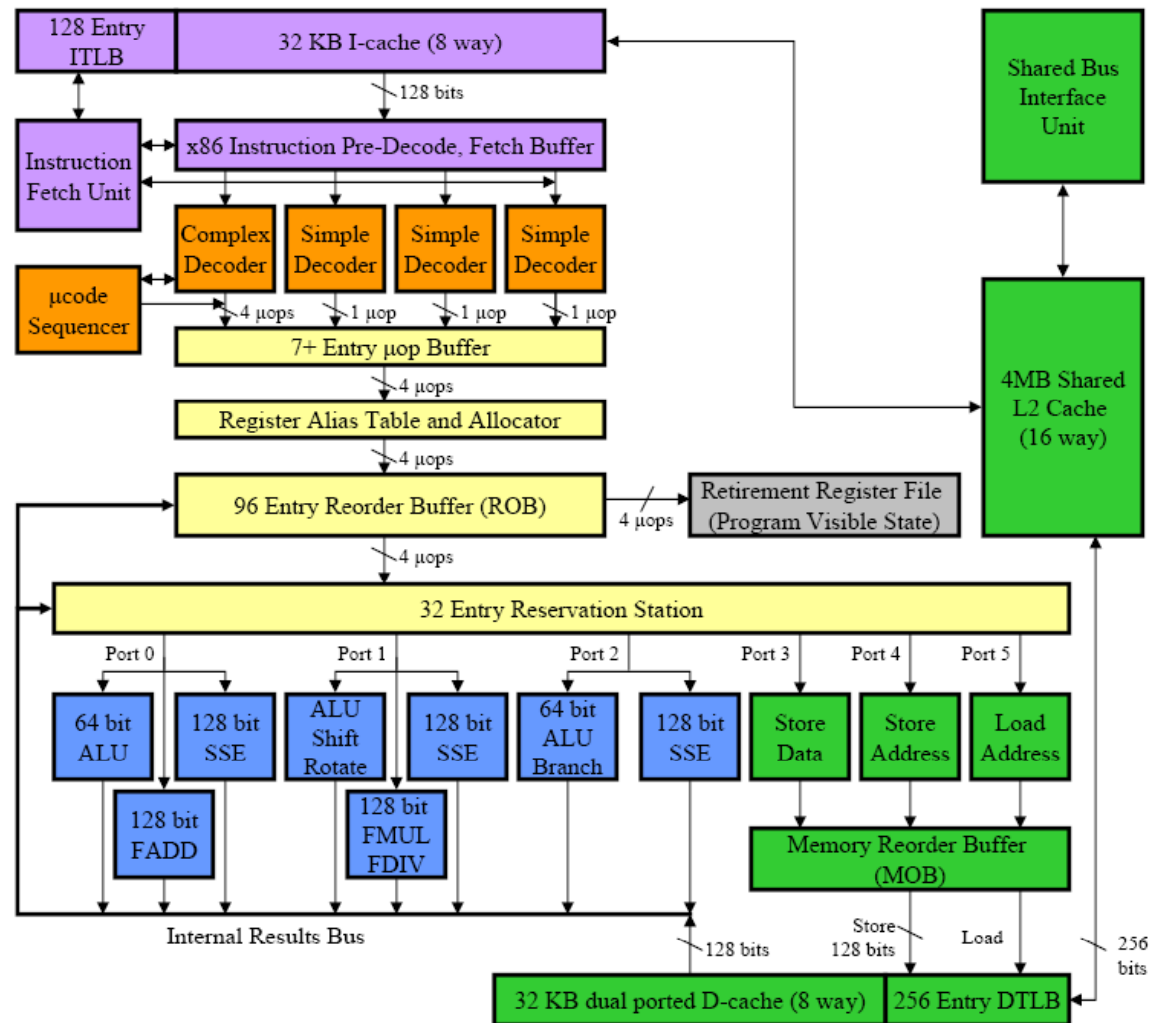 128 Entry
ITLB
32 KB I-cache (8 way)
Shared Bus
Interface
Unit
128 bits
Instruction
Fetch Unit
x86 Instruction Pre-Decode, Fetch Buffer
Complex
Decoder
Simple
Decoder
Simple
Decoder
Simple
Decoder
μcode
Sequencer
4 μops
1 μop
1 μop
1 μop
7+ Entry μop Buffer
4 μops
Register Alias Table and Allocator
4 μops
4MB Shared
L2 Cache
(16 way)
96 Entry Reorder Buffer (ROB)
4 μops
Retirement Register File
(Program Visible State)
4 μops
32 Entry Reservation Station
Port 0
Port 1
Port 2
Port 3
Port 4
Port 5
64 bit
ALU
128 bit
SSE
ALU
Shift
Rotate
128 bit
SSE
64 bit
ALU
Branch
128 bit
SSE
Store
Data
Store
Address
Load
Address
128 bit
FADD
128 bit
FMUL
FDIV
Memory Reorder Buffer
(MOB)
Internal Results Bus
128 bits
Store
128 bits
Load
256
bits
32 KB dual ported D-cache (8 way)
256 Entry DTLB